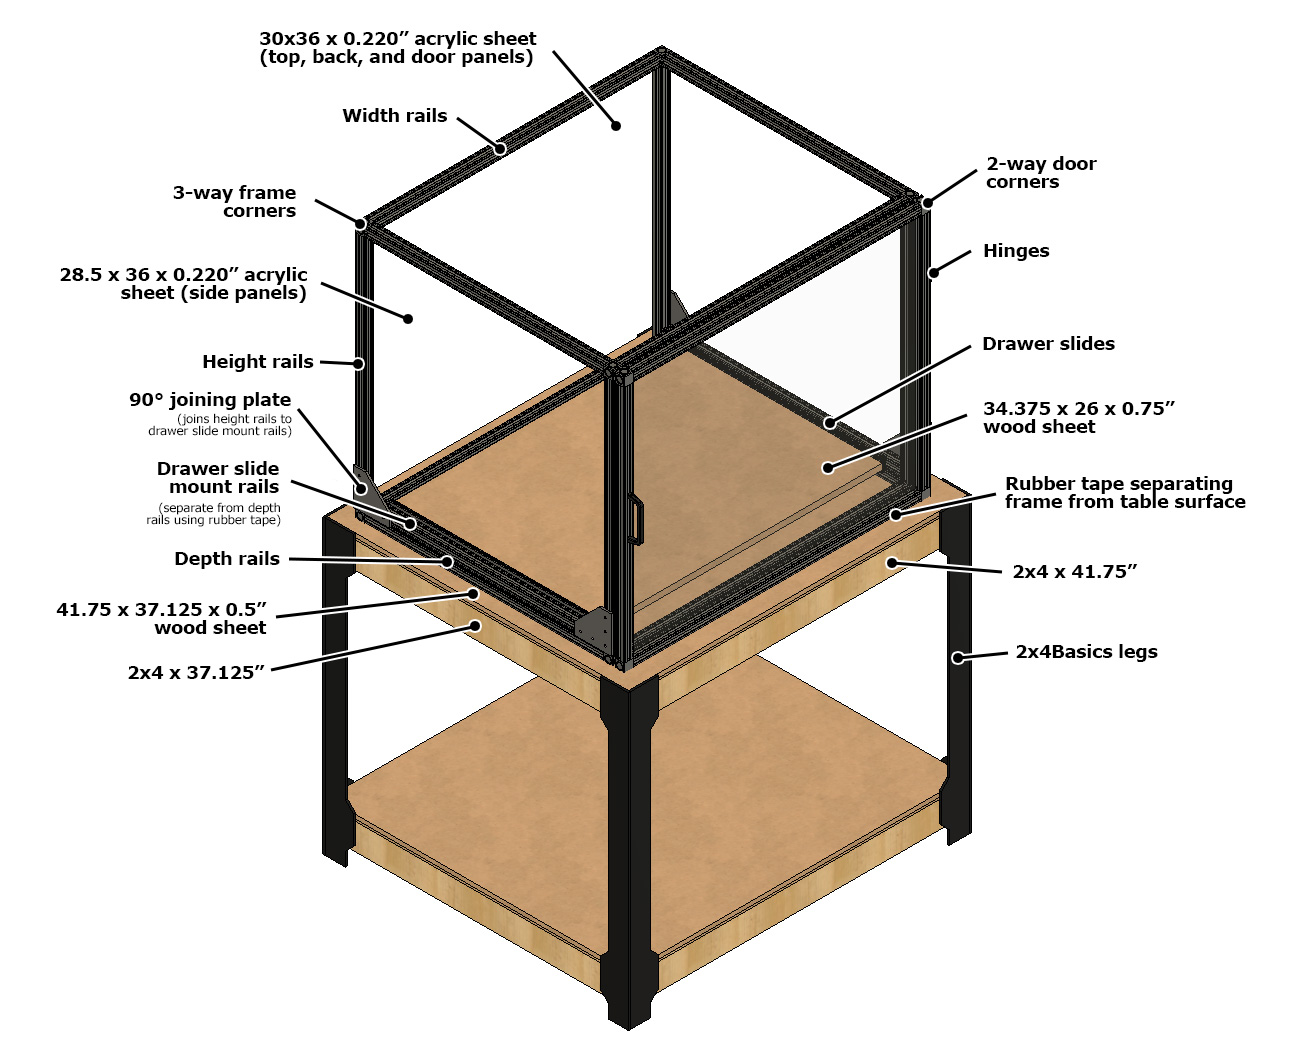 30x36 x 0.220” acrylic sheet
(top, back, and door panels)
Width rails
3-way frame
corners
28.5 x 36 x 0.220” acrylic
sheet (side panels)
Height rails
90° joining plate
(joins height rails to
drawer slide mount rails)
Drawer slide
mount rails
(separate from depth
rails using rubber tape)
Depth rails
41.75 x 37.125 x 0.5”
wood sheet
2x4 x 37.125”
2-way door
corners
Hinges
Drawer slides
34.375 x 26 x 0.75”
wood sheet
Rubber tape separating
frame from table surface
2x4 x 41.75”
2x4Basics legs